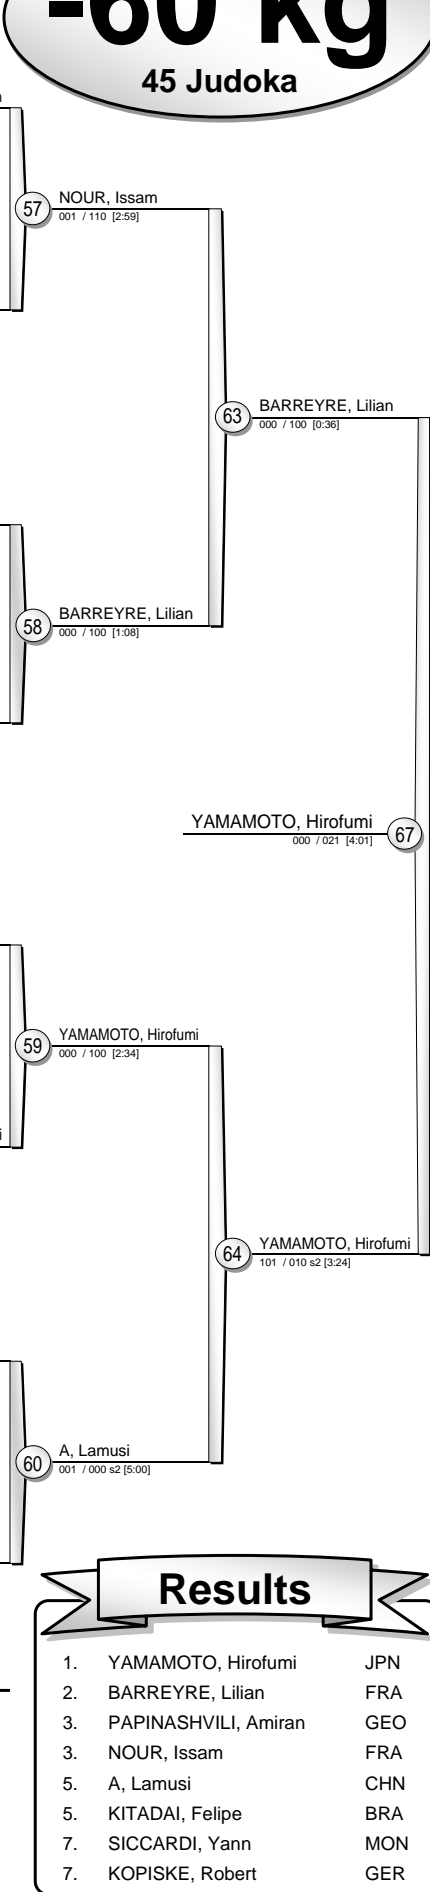 -60 kg
45 Judoka
57
NOUR, Issam
001 / 110 [2:59]
63
BARREYRE, Lilian
000 / 100 [0:36]
58
BARREYRE, Lilian
000 / 100 [1:08]
YAMAMOTO, Hirofumi
000 / 021 [4:01]
67
59
YAMAMOTO, Hirofumi
000 / 100 [2:34]
64
YAMAMOTO, Hirofumi
101 / 010 s2 [3:24]
60
A, Lamusi
001 / 000 s2 [5:00]
Results
1. YAMAMOTO, Hirofumi JPN
2. BARREYRE, Lilian FRA
3. PAPINASHVILI, Amiran GEO
3. NOUR, Issam FRA
5. A, Lamusi CHN
5. KITADAI, Felipe BRA
7. SICCARDI, Yann MON
7. KOPISKE, Robert GER